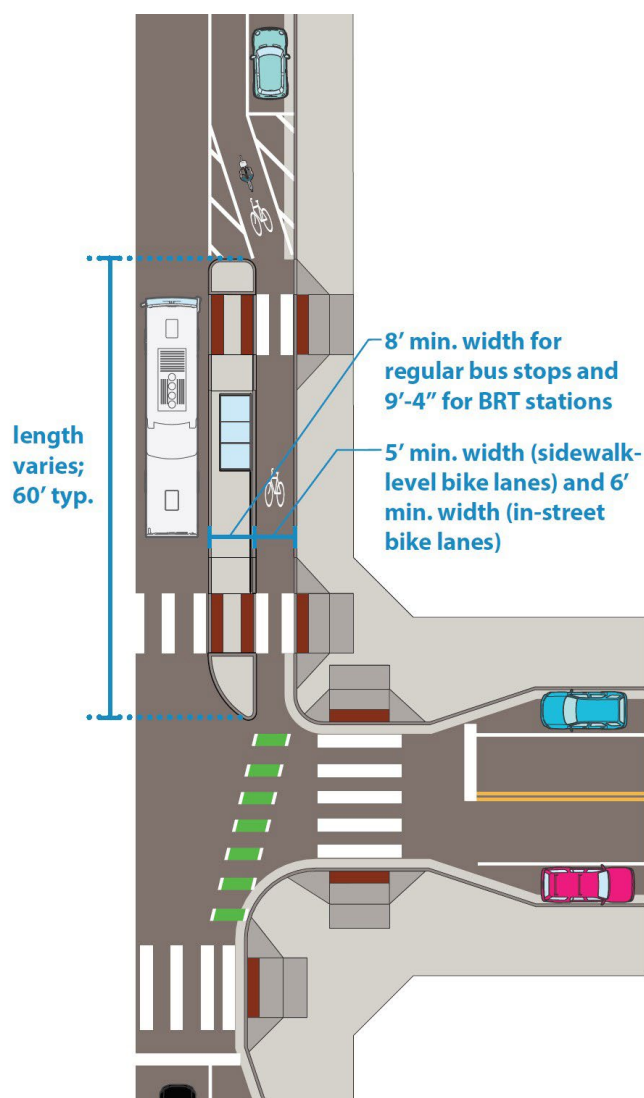 8’ min. width for
regular bus stops and
9’-4” for BRT stations
length
varies;
60’ typ.
5’ min. width (sidewalk-
level bike lanes) and 6’
min. width (in-street
bike lanes)